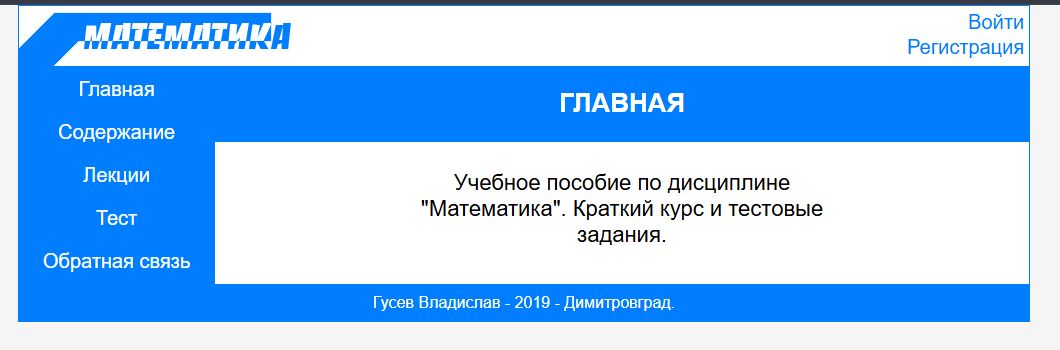 МАТЕМАТИКА
Войти
Регистрация
Главная
Содержание
Лекции
Тест
Обратная связь
ГЛАВНАЯ
Учебное пособие по дисциплине
"Математика". Краткий курс и тестовые
задания.
Гусев Владислав - 2019 - Димитровград.